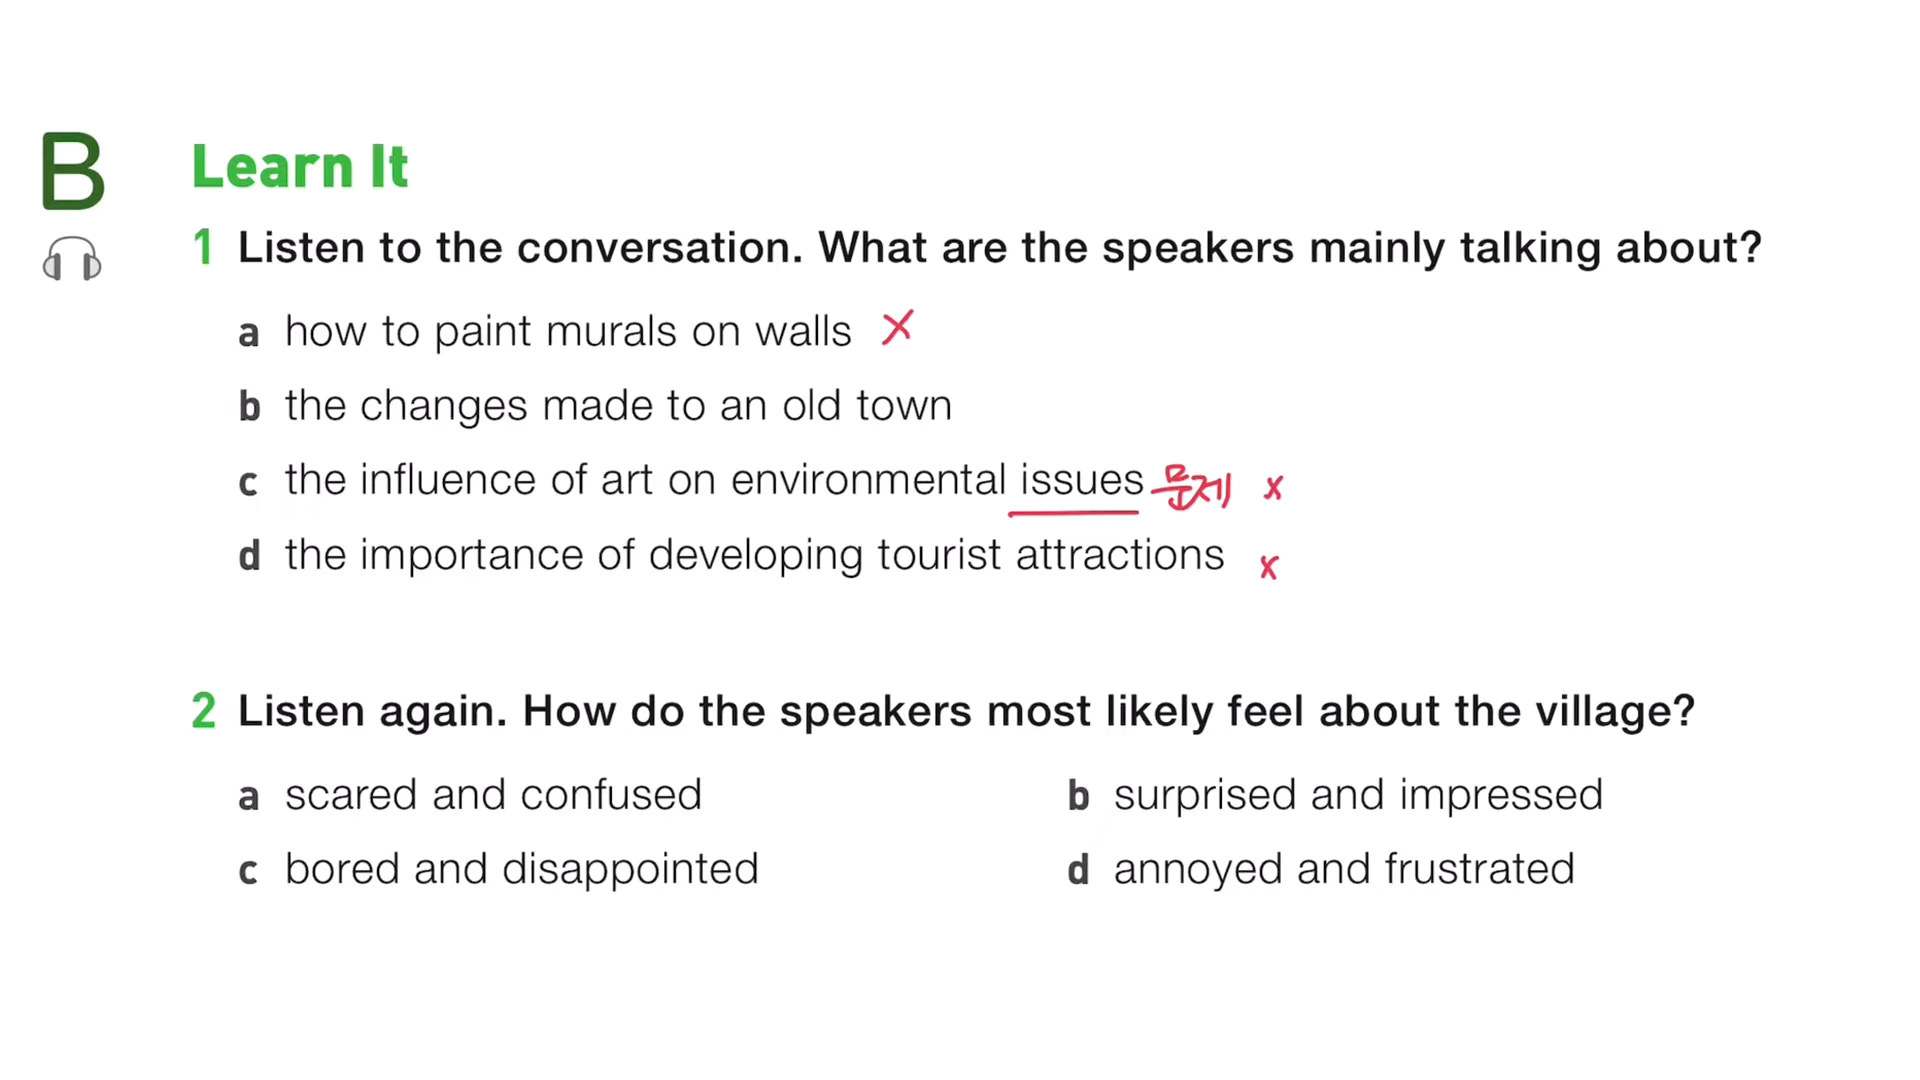 B Learn It
1 Listen to the conversation. What are the speakers mainly talking about?
a how to paint murals on walls X
b the changes made to an old town
c the influence of art on environmental issues 문제 x
d the importance of developing tourist attractions x
2 Listen again. How do the speakers most likely feel about the village?
a scared and confused b surprised and impressed
c bored and disappointed d annoyed and frustrated